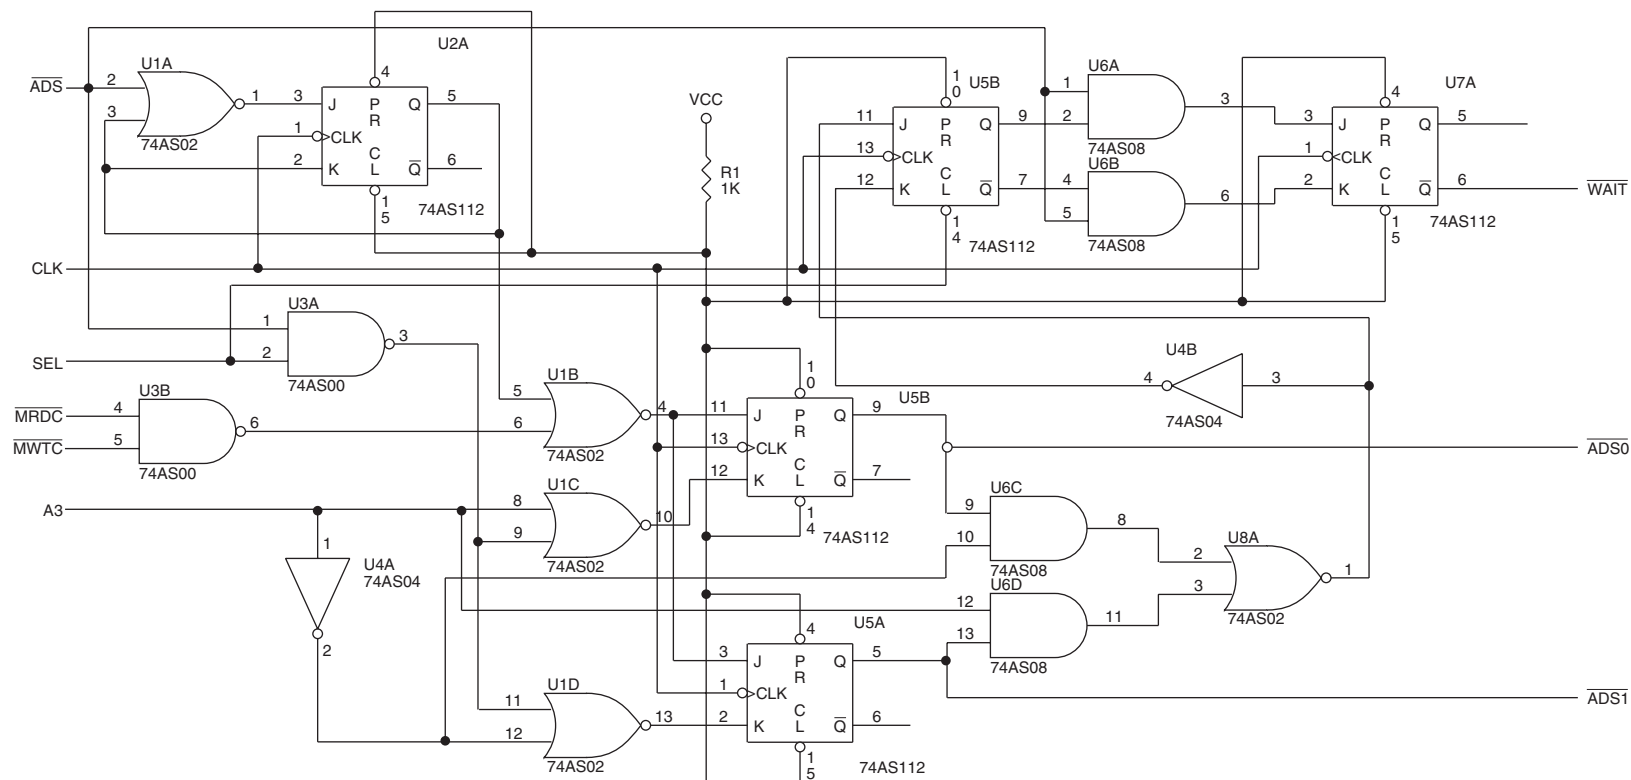 U2A
U1A
4
ADS
2
1
3
J
P
R
Q
5
3
74AS02
1
CLK
2
K
C
L
Q
6
1
5
74AS112
VCC
R1
1K
1
0
U5B
11
J
P
R
Q
9
13
CLK
12
K
C
L
Q
7
1
4
74AS112
U6A
1
2
3
74AS08
U6B
4
5
6
74AS08
U7A
4
3
J
P
R
Q
5
1
CLK
2
K
C
L
Q
6
WAIT
1
5
74AS112
CLK
U3A
1
2
3
74AS00
SEL
U3B
MRDC
4
6
MWTC
5
74AS00
U1B
5
6
4
74AS02
1
0
U5B
11
J
P
R
Q
9
13
CLK
12
K
C
L
Q
7
1
4
74AS112
U4B
4
3
74AS04
ADS0
A3
1
U4A
74AS04
2
U1C
8
9
10
74AS02
U6C
9
10
8
74AS08
U6D
12
13
11
74AS08
U8A
2
3
1
74AS02
4
U5A
3
J
P
R
Q
5
1
CLK
2
K
C
L
Q
6
1
5
74AS112
ADS1
U1D
11
12
13
74AS02